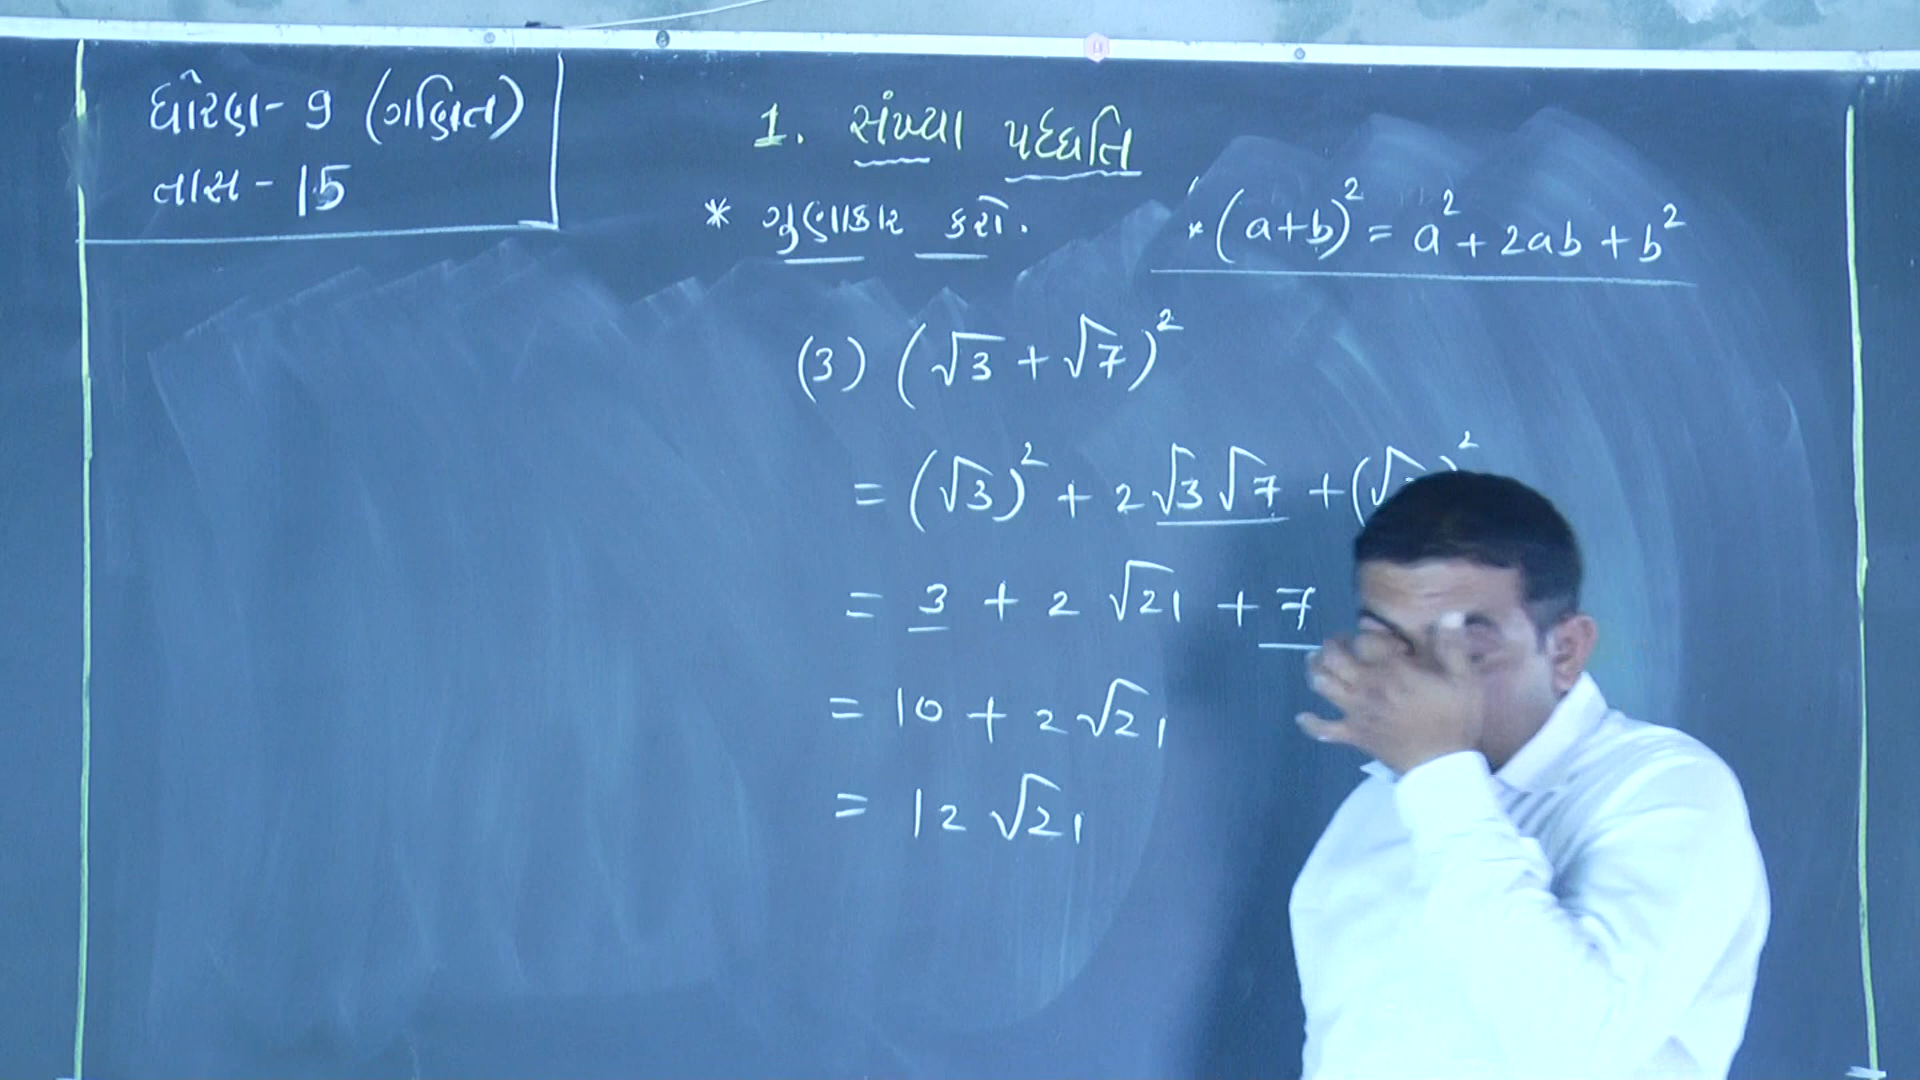 ધોરણ - 9 (ગણિત)
તાસ - 15
1. સંખ્યા પદ્ધતિ
* ગુણાકાર કરો.
* (a+b)² = a² + 2ab + b²
(3) (√3 + √7)²
= (√3)² + 2√3√7 + (√ )²
= 3 + 2 √21 + 7
= 10 + 2√21
= 12 √21